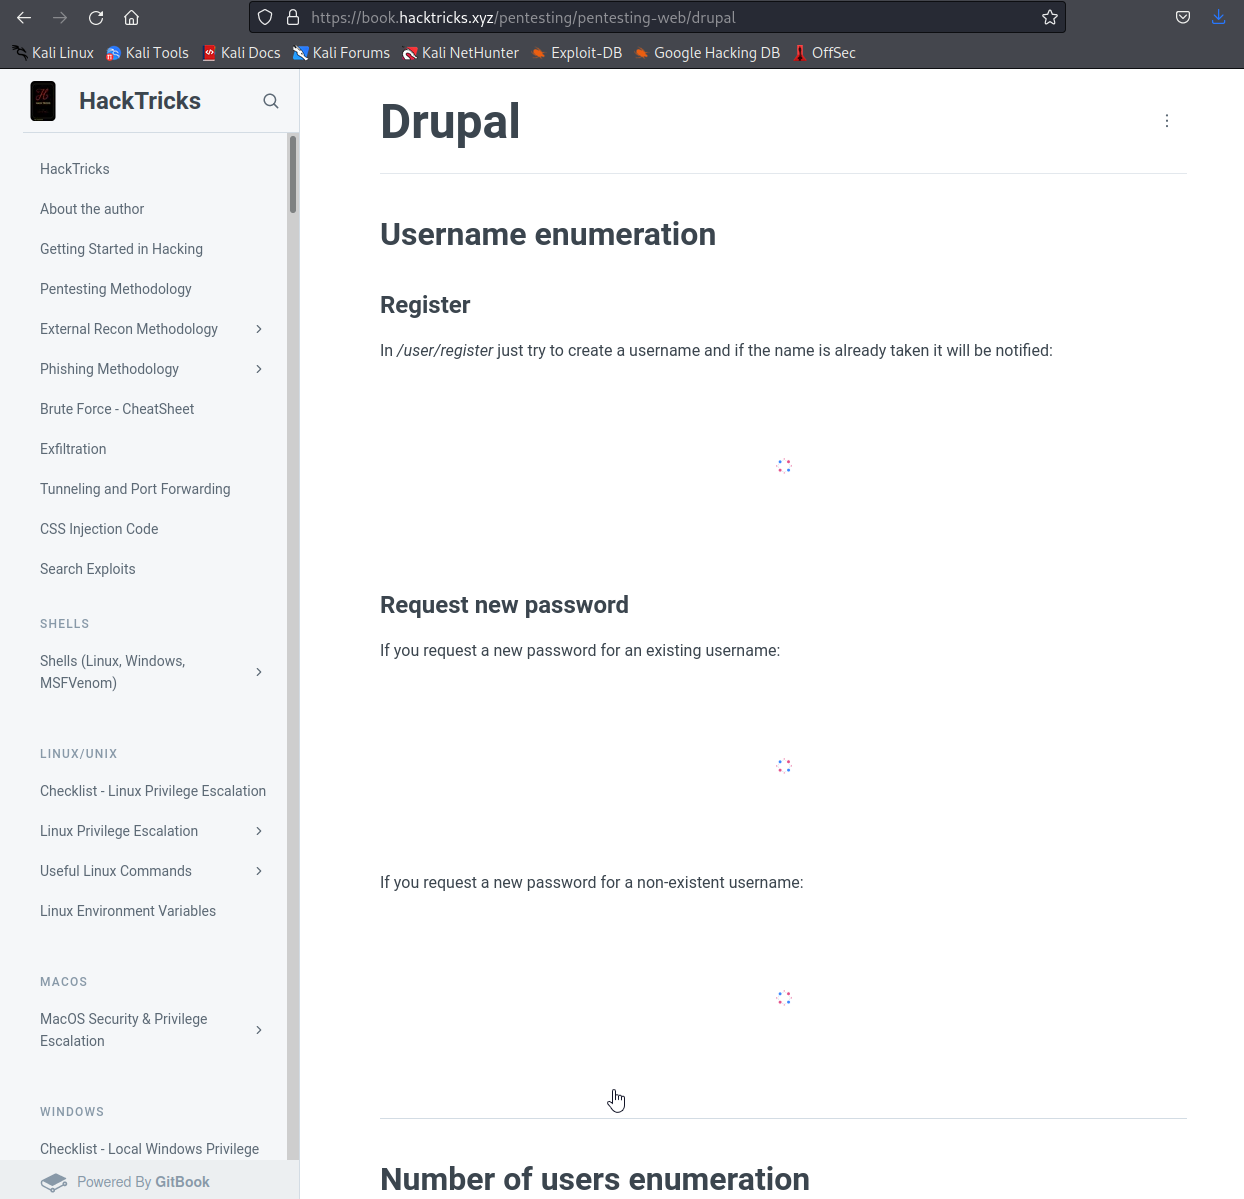 https://book.hacktricks.xyz/pentesting/pentesting-web/drupal
Kali Linux Kali Tools Kali Docs Kali Forums Kali NetHunter Exploit-DB Google Hacking DB OffSec
HackTricks
HackTricks
About the author
Getting Started in Hacking
Pentesting Methodology
External Recon Methodology
Phishing Methodology
Brute Force - CheatSheet
Exfiltration
Tunneling and Port Forwarding
CSS Injection Code
Search Exploits
SHELLS
Shells (Linux, Windows,
MSFVenom)
LINUX/UNIX
Checklist - Linux Privilege Escalation
Linux Privilege Escalation
Useful Linux Commands
Linux Environment Variables
MACOS
MacOS Security & Privilege
Escalation
WINDOWS
Checklist - Local Windows Privilege
Powered By GitBook
Drupal
Username enumeration
Register
In /user/register just try to create a username and if the name is already taken it will be notified:
Request new password
If you request a new password for an existing username:
If you request a new password for a non-existent username:
Number of users enumeration